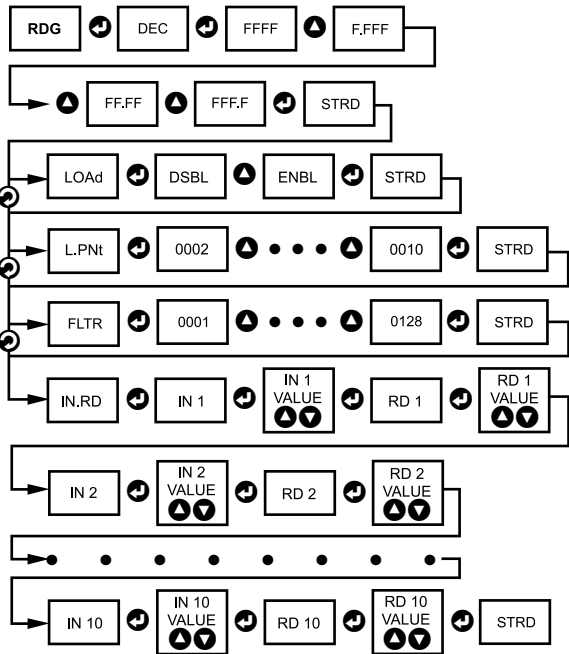 RDG DEC FFFF F.FFF
FF.FF FFF.F STRD
LOAd DSBL ENBL STRD
L.PNt 0002 0010 STRD
FLTR 0001 0128 STRD
IN.RD IN 1 IN 1 VALUE RD 1 RD 1 VALUE
IN 2 IN 2 VALUE RD 2 RD 2 VALUE
IN 10 IN 10 VALUE RD 10 RD 10 VALUE STRD